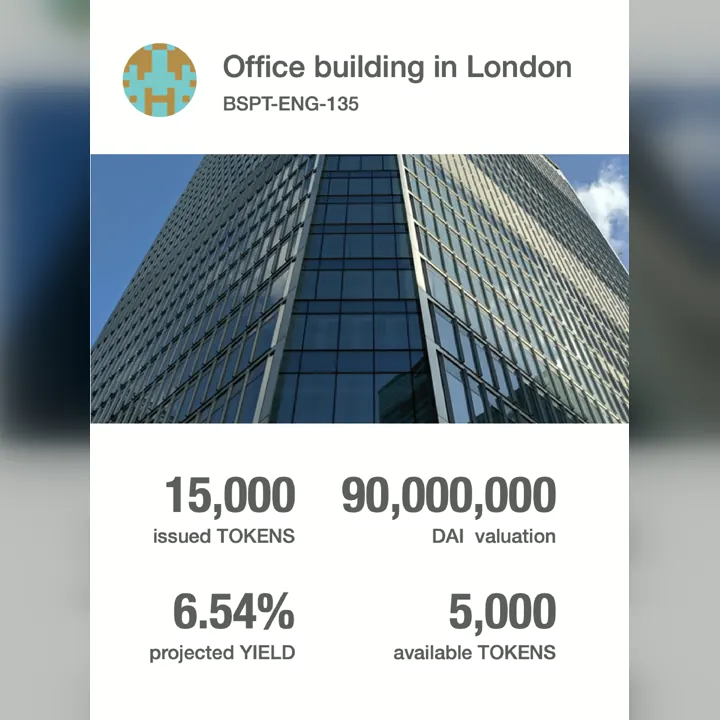 Office building in London
BSPT-ENG-135
15,000
issued TOKENS
90,000,000
DAI valuation
6.54%
projected YIELD
5,000
available TOKENS